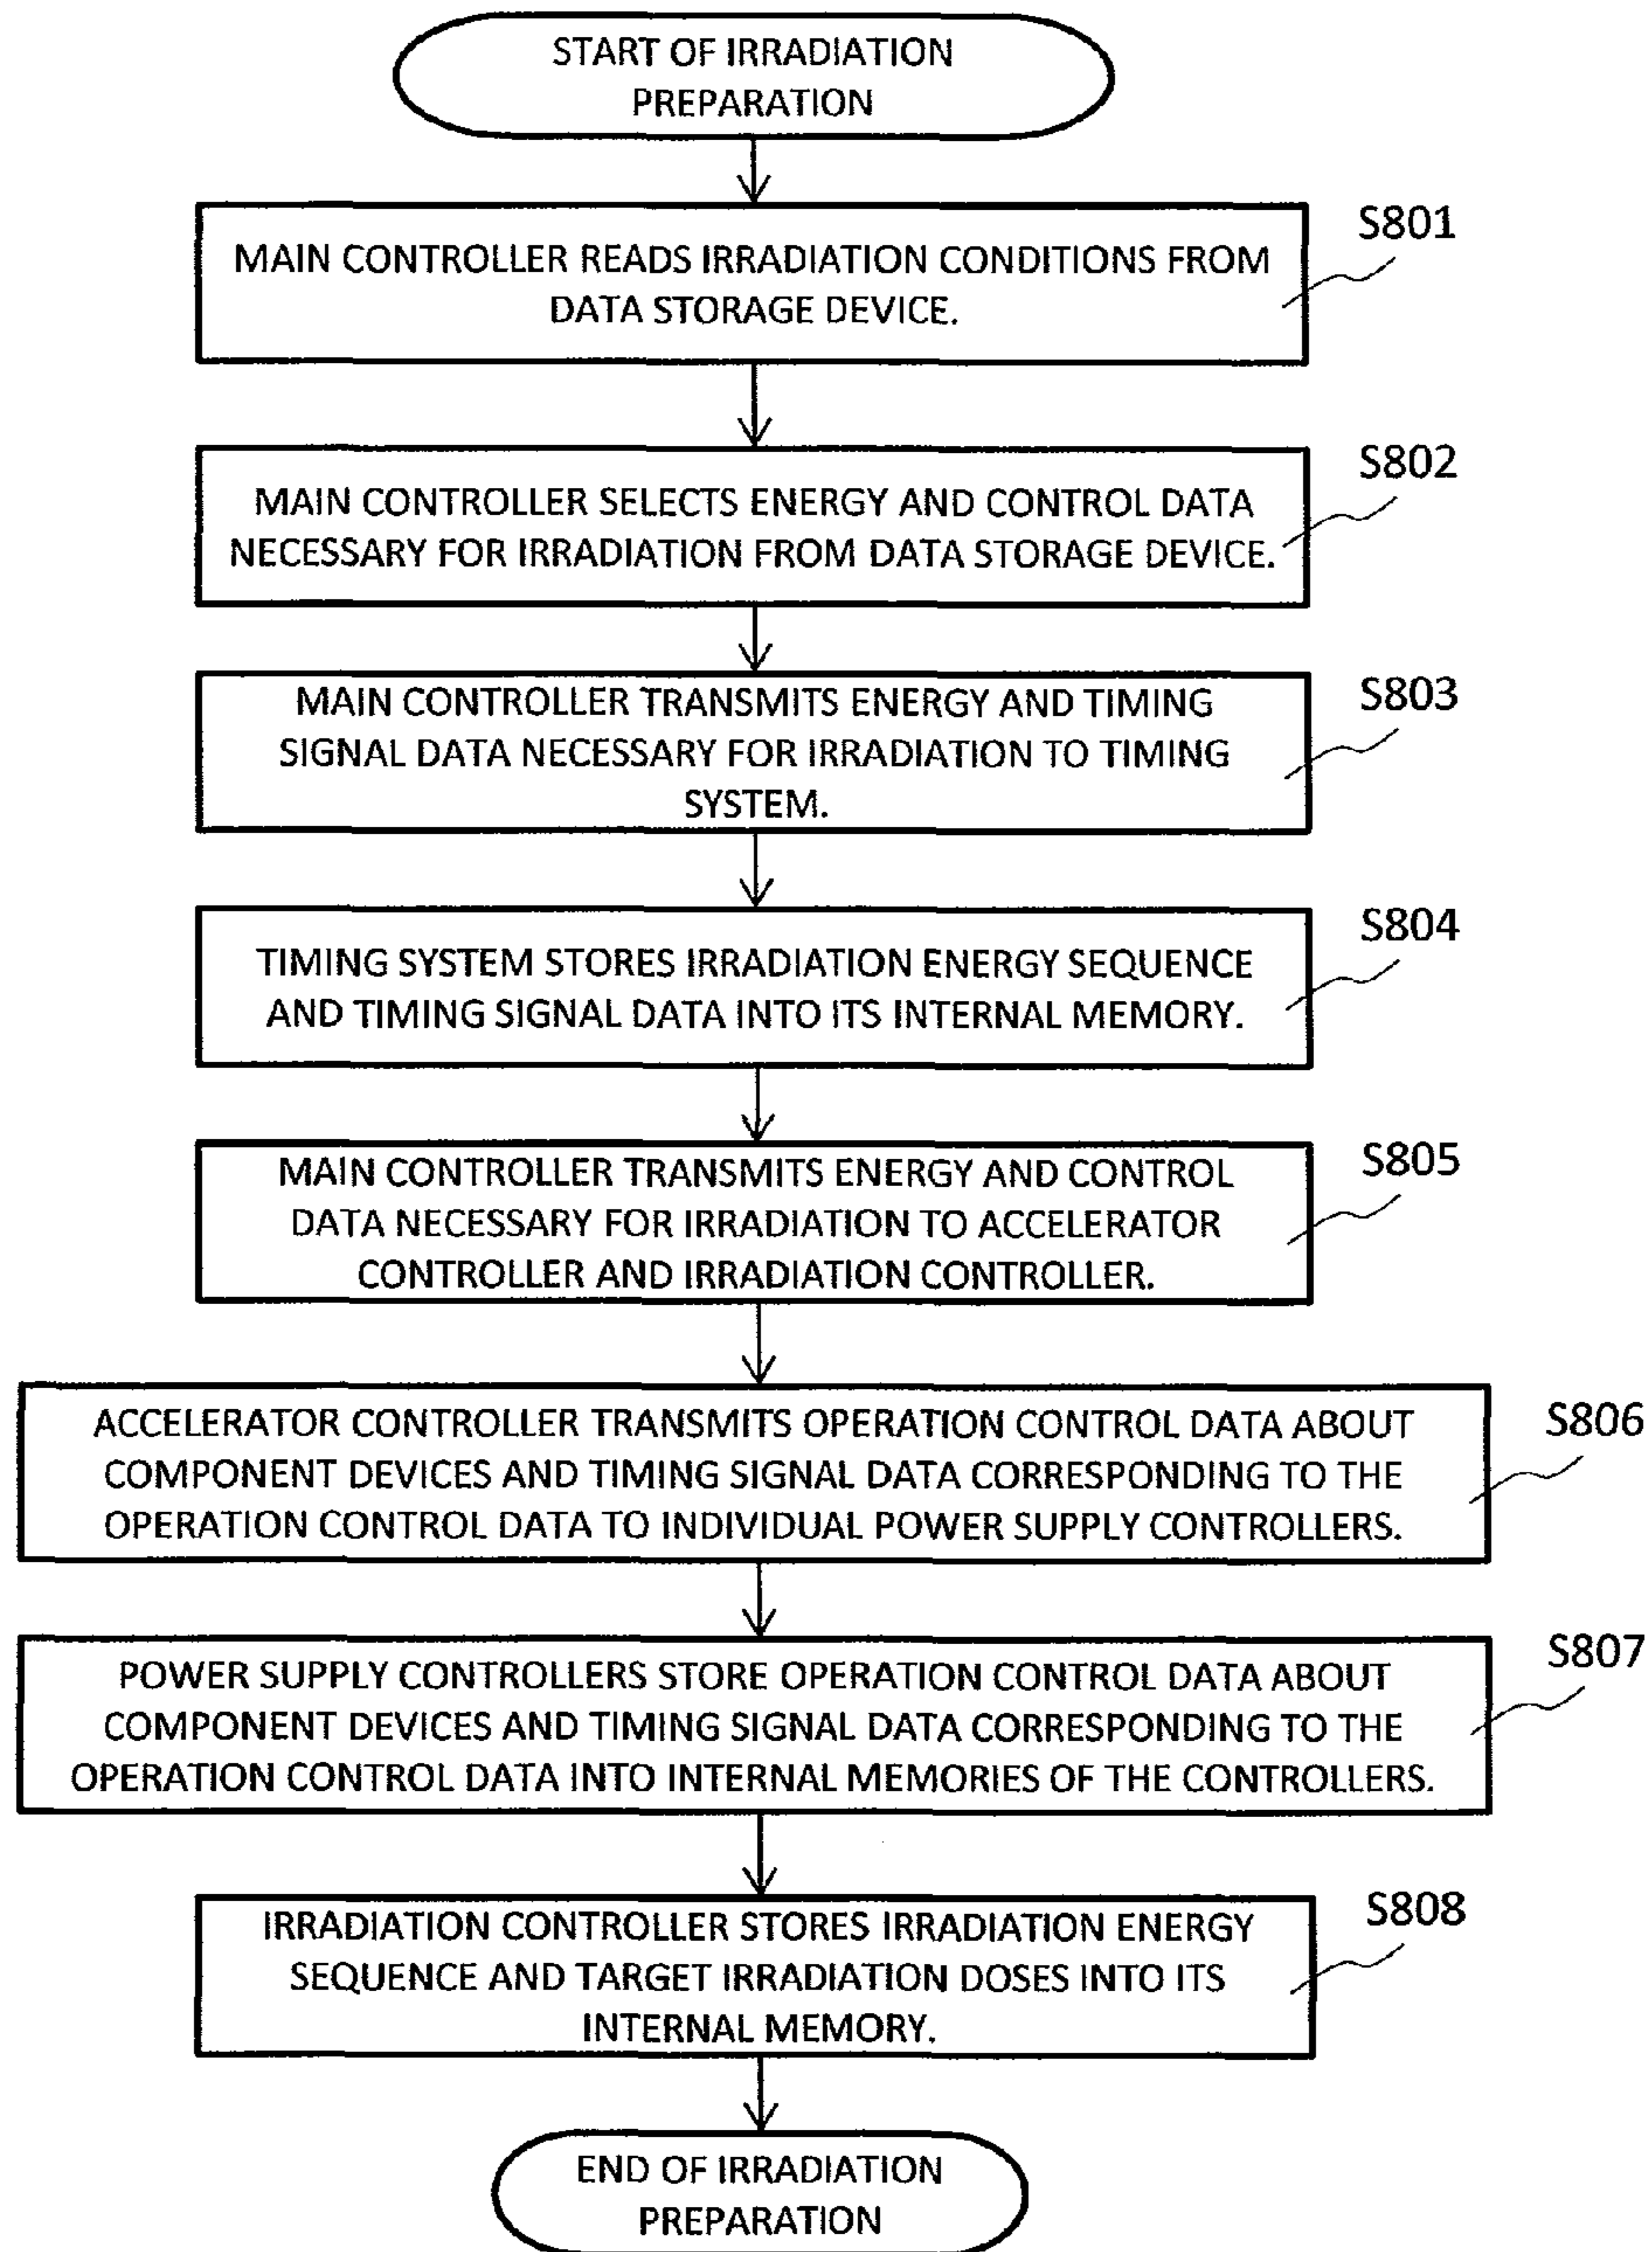 START OF IRRADIATION
PREPARATION
S801
MAIN CONTROLLER READS IRRADIATION CONDITIONS FROM
DATA STORAGE DEVICE.
S802
MAIN CONTROLLER SELECTS ENERGY AND CONTROL DATA
NECESSARY FOR IRRADIATION FROM DATA STORAGE DEVICE.
S803
MAIN CONTROLLER TRANSMITS ENERGY AND TIMING
SIGNAL DATA NECESSARY FOR IRRADIATION TO TIMING
SYSTEM.
S804
TIMING SYSTEM STORES IRRADIATION ENERGY SEQUENCE
AND TIMING SIGNAL DATA INTO ITS INTERNAL MEMORY.
S805
MAIN CONTROLLER TRANSMITS ENERGY AND CONTROL
DATA NECESSARY FOR IRRADIATION TO ACCELERATOR
CONTROLLER AND IRRADIATION CONTROLLER.
S806
ACCELERATOR CONTROLLER TRANSMITS OPERATION CONTROL DATA ABOUT
COMPONENT DEVICES AND TIMING SIGNAL DATA CORRESPONDING TO THE
OPERATION CONTROL DATA TO INDIVIDUAL POWER SUPPLY CONTROLLERS.
S807
POWER SUPPLY CONTROLLERS STORE OPERATION CONTROL DATA ABOUT
COMPONENT DEVICES AND TIMING SIGNAL DATA CORRESPONDING TO THE
OPERATION CONTROL DATA INTO INTERNAL MEMORIES OF THE CONTROLLERS.
S808
IRRADIATION CONTROLLER STORES IRRADIATION ENERGY
SEQUENCE AND TARGET IRRADIATION DOSES INTO ITS
INTERNAL MEMORY.
END OF IRRADIATION
PREPARATION